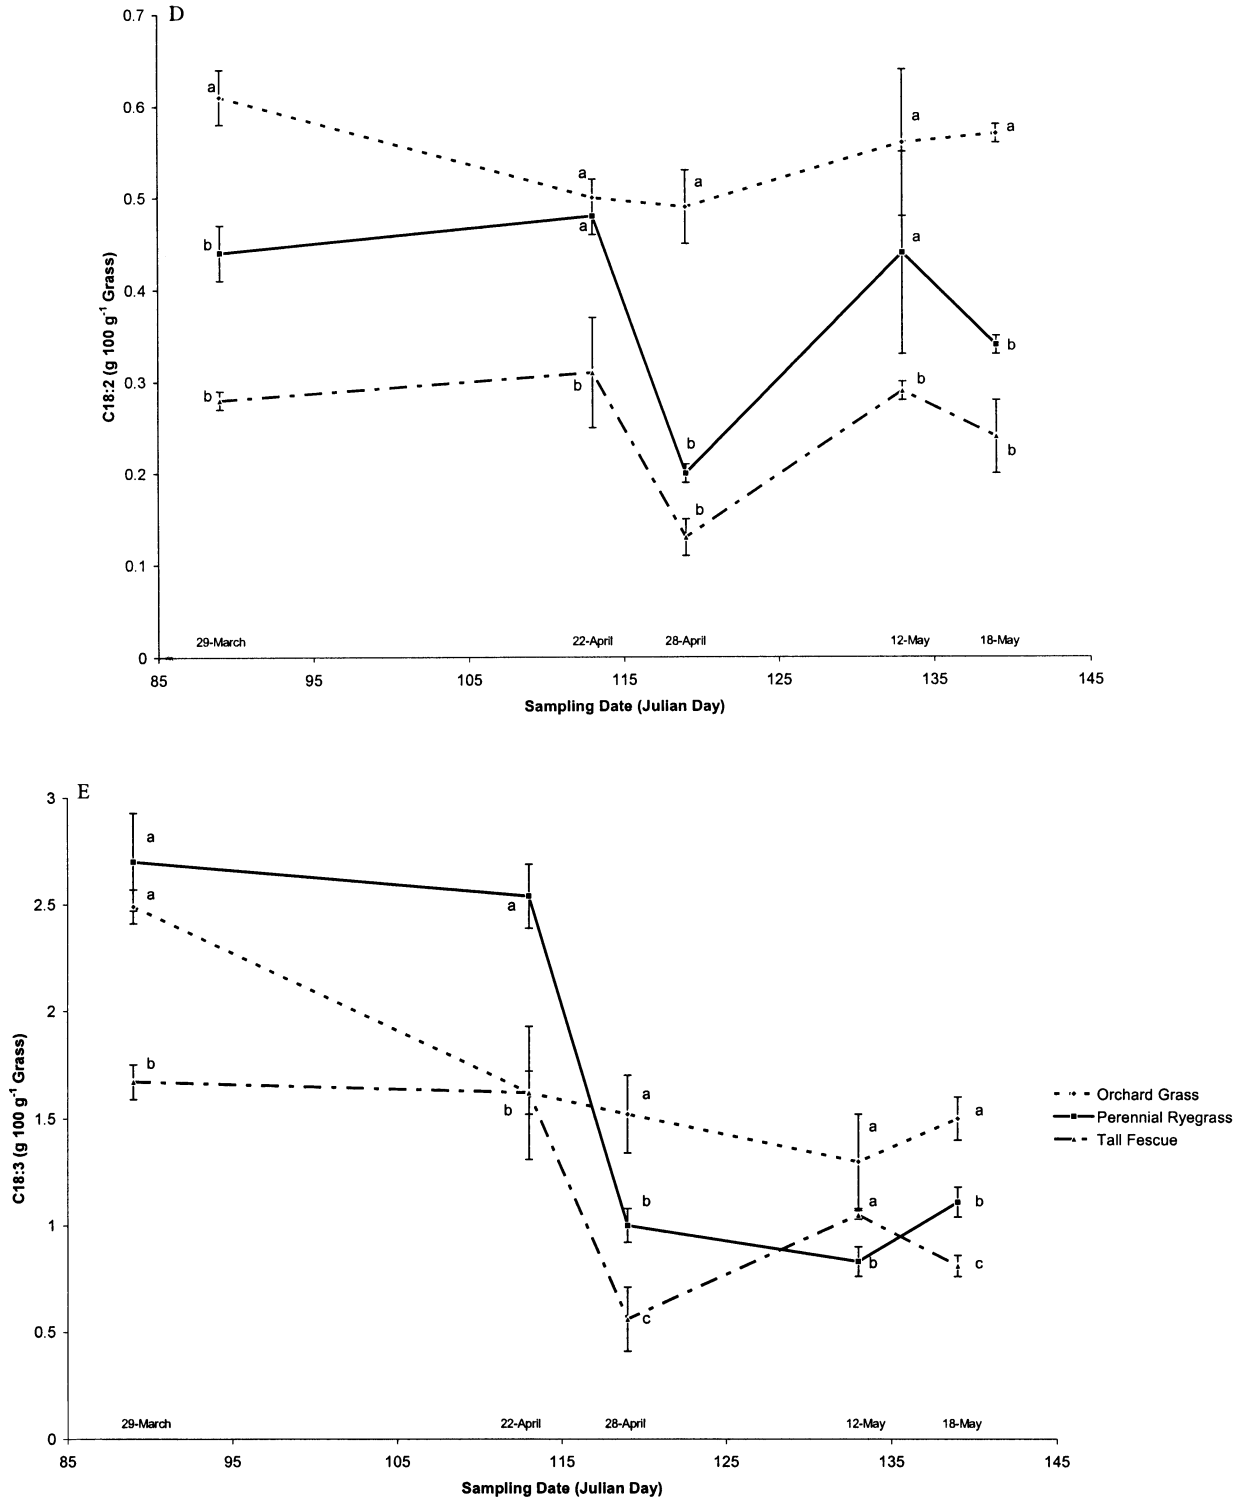 D
0.7
0.6
0.5
0.4
0.3
0.2
0.1
0
C18:2 (g 100 g⁻¹ Grass)
a
a
a
a
a
b
a
b
a
b
b
b
b
b
b
29-March
22-April
28-April
12-May
18-May
85
95
105
115
125
135
145
Sampling Date (Julian Day)
E
3
2.5
2
1.5
1
0.5
0
C18:3 (g 100 g⁻¹ Grass)
a
a
a
b
b
a
a
a
b
a
b
b
c
c
Orchard Grass
Perennial Ryegrass
Tall Fescue
29-March
22-April
28-April
12-May
18-May
85
95
105
115
125
135
145
Sampling Date (Julian Day)